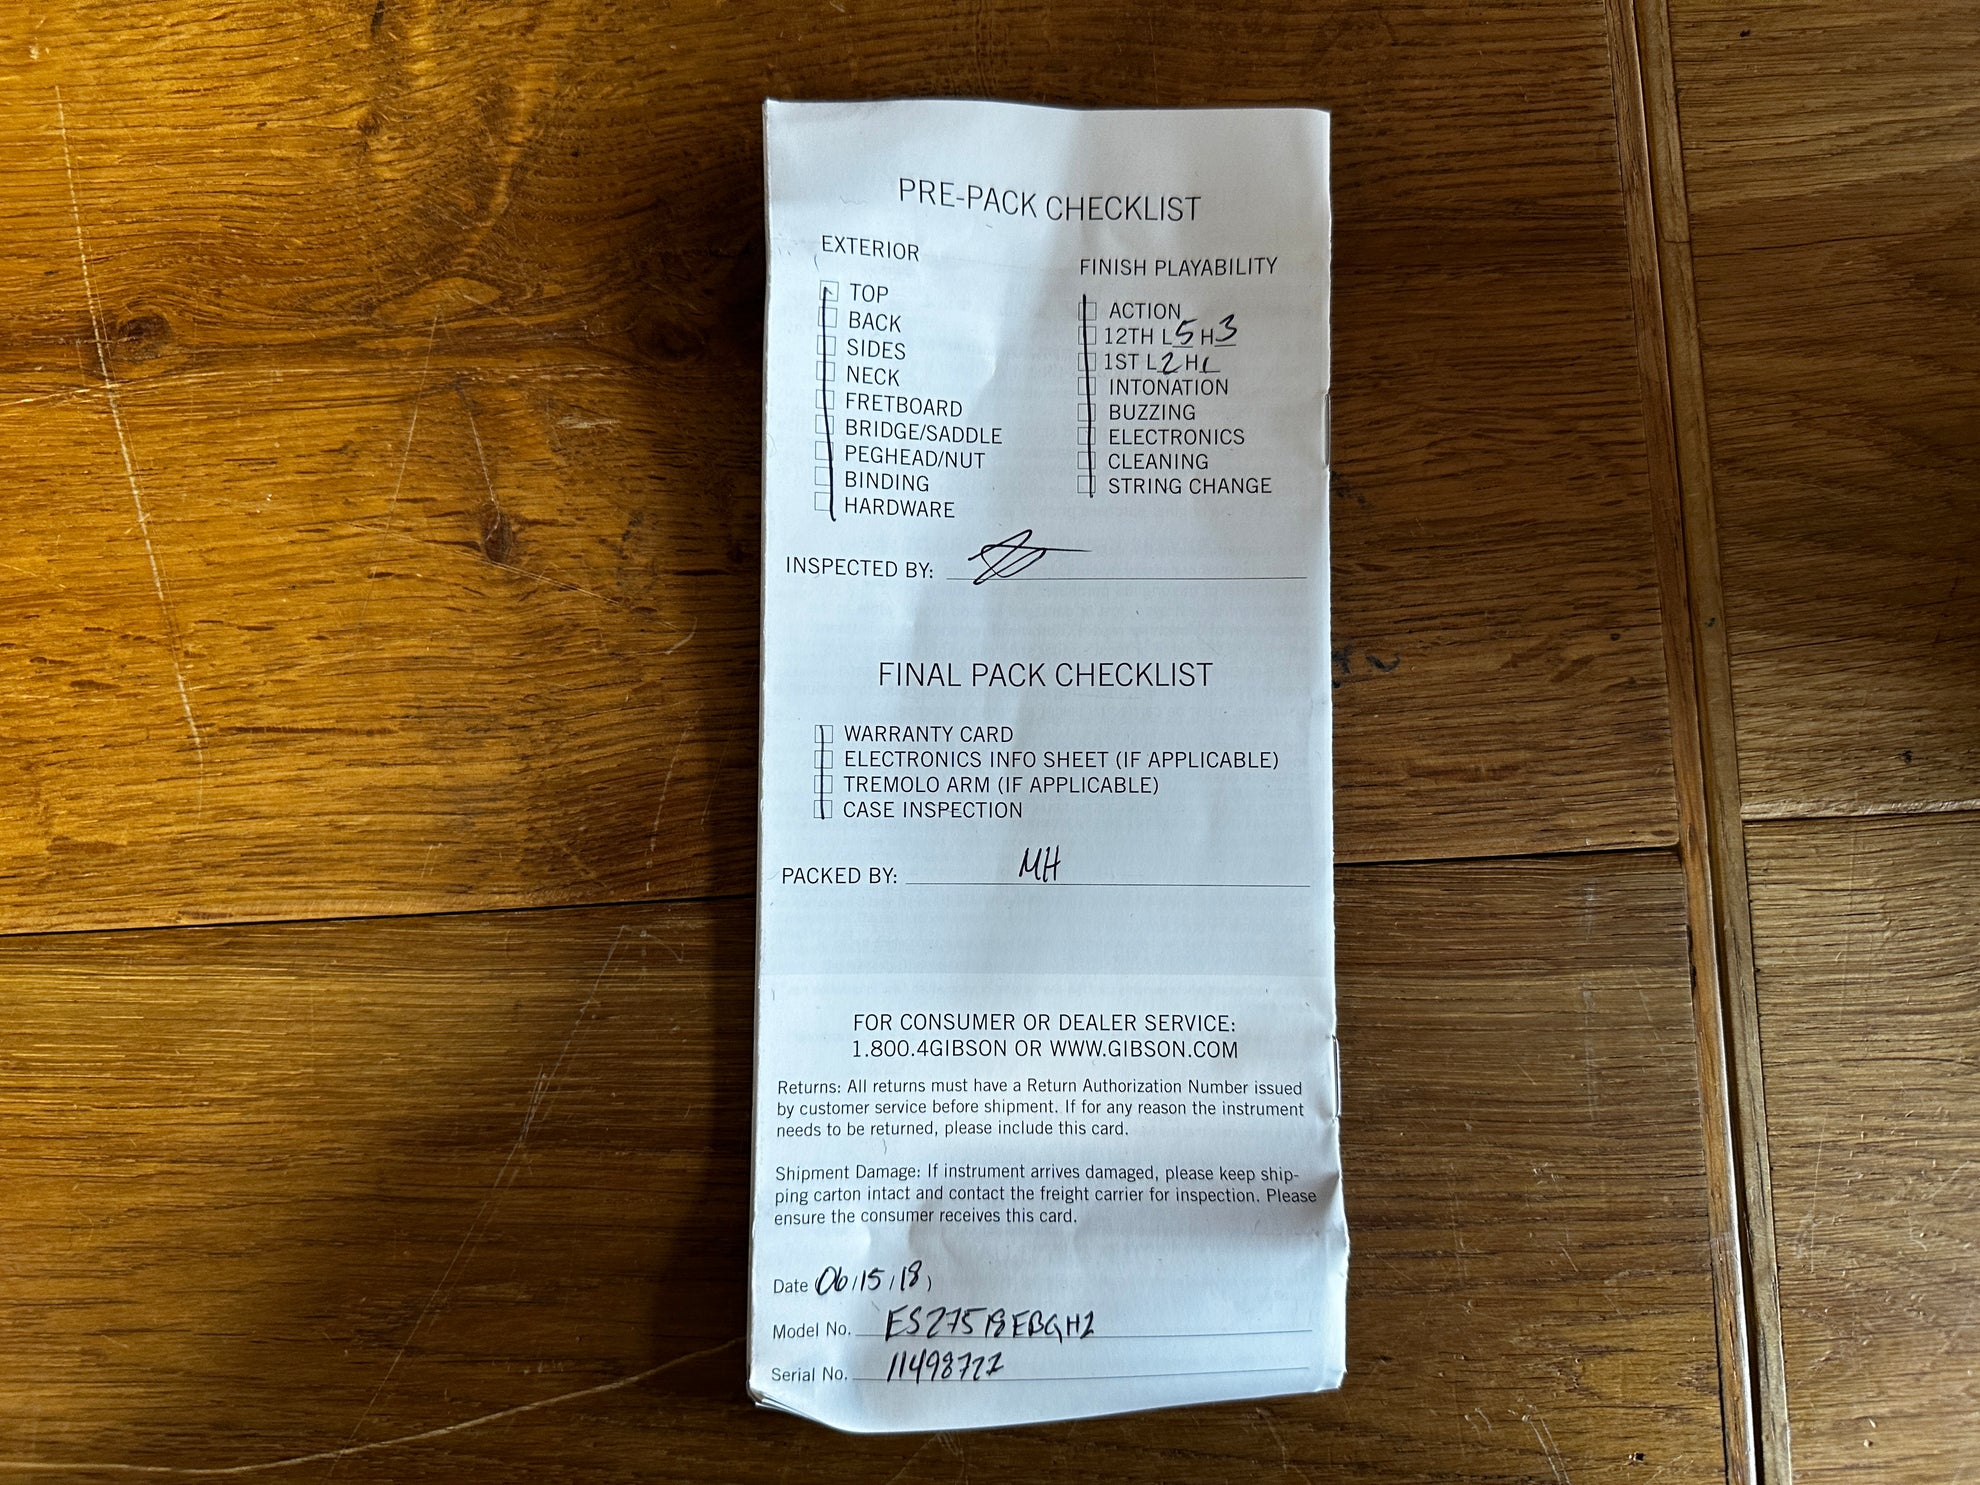 PRE-PACK CHECKLIST
EXTERIOR
TOP
BACK
SIDES
NECK
FRETBOARD
BRIDGE/SADDLE
PEGHEAD/NUT
BINDING
HARDWARE
FINISH PLAYABILITY
ACTION
12TH L 5 H 3
1ST L 2 H
INTONATION
BUZZING
ELECTRONICS
CLEANING
STRING CHANGE
INSPECTED BY:
FINAL PACK CHECKLIST
WARRANTY CARD
ELECTRONICS INFO SHEET (IF APPLICABLE)
TREMOLO ARM (IF APPLICABLE)
CASE INSPECTION
PACKED BY: MH
FOR CONSUMER OR DEALER SERVICE:
1.800.4GIBSON OR WWW.GIBSON.COM
Returns: All returns must have a Return Authorization Number issued
by customer service before shipment. If for any reason the instrument
needs to be returned, please include this card.
Shipment Damage: If instrument arrives damaged, please keep ship-
ping carton intact and contact the freight carrier for inspection. Please
ensure the consumer receives this card.
Date 06/15/18
Model No. ES27518EBGH1
Serial No.